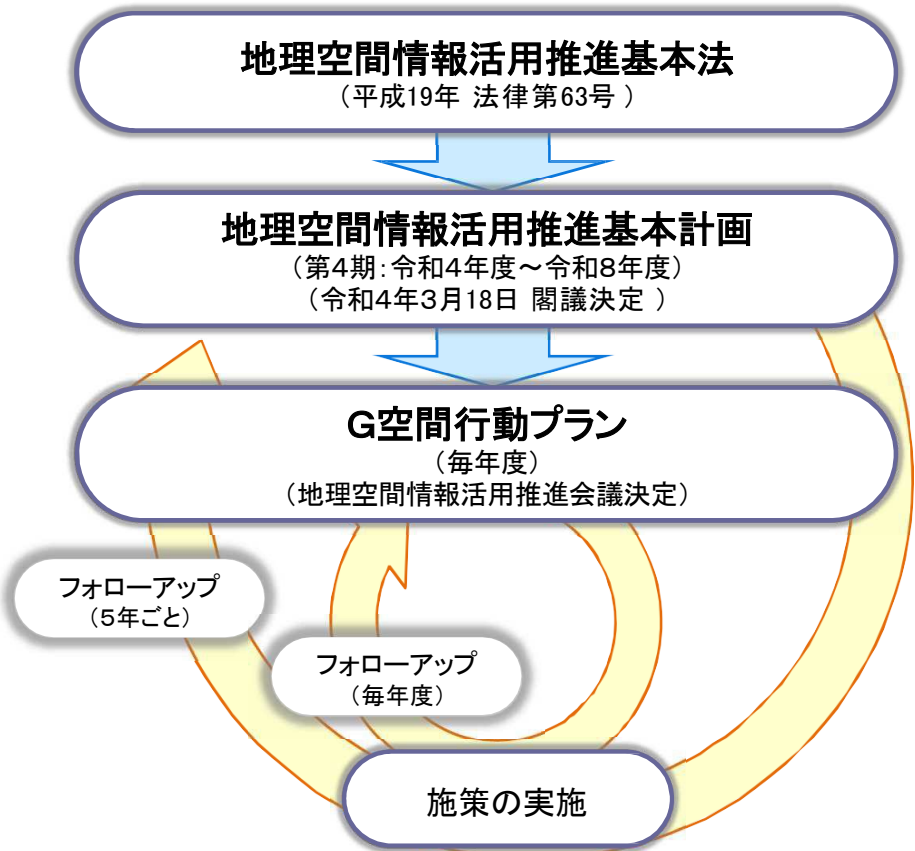 地理空間情報活用推進基本法
（平成19年 法律第63号 ）
地理空間情報活用推進基本計画
（第4期：令和4年度～令和8年度）
（令和4年3月18日 閣議決定 ）
G空間行動プラン
（毎年度）
（地理空間情報活用推進会議決定）
フォローアップ
（5年ごと）
フォローアップ
（毎年度）
施策の実施